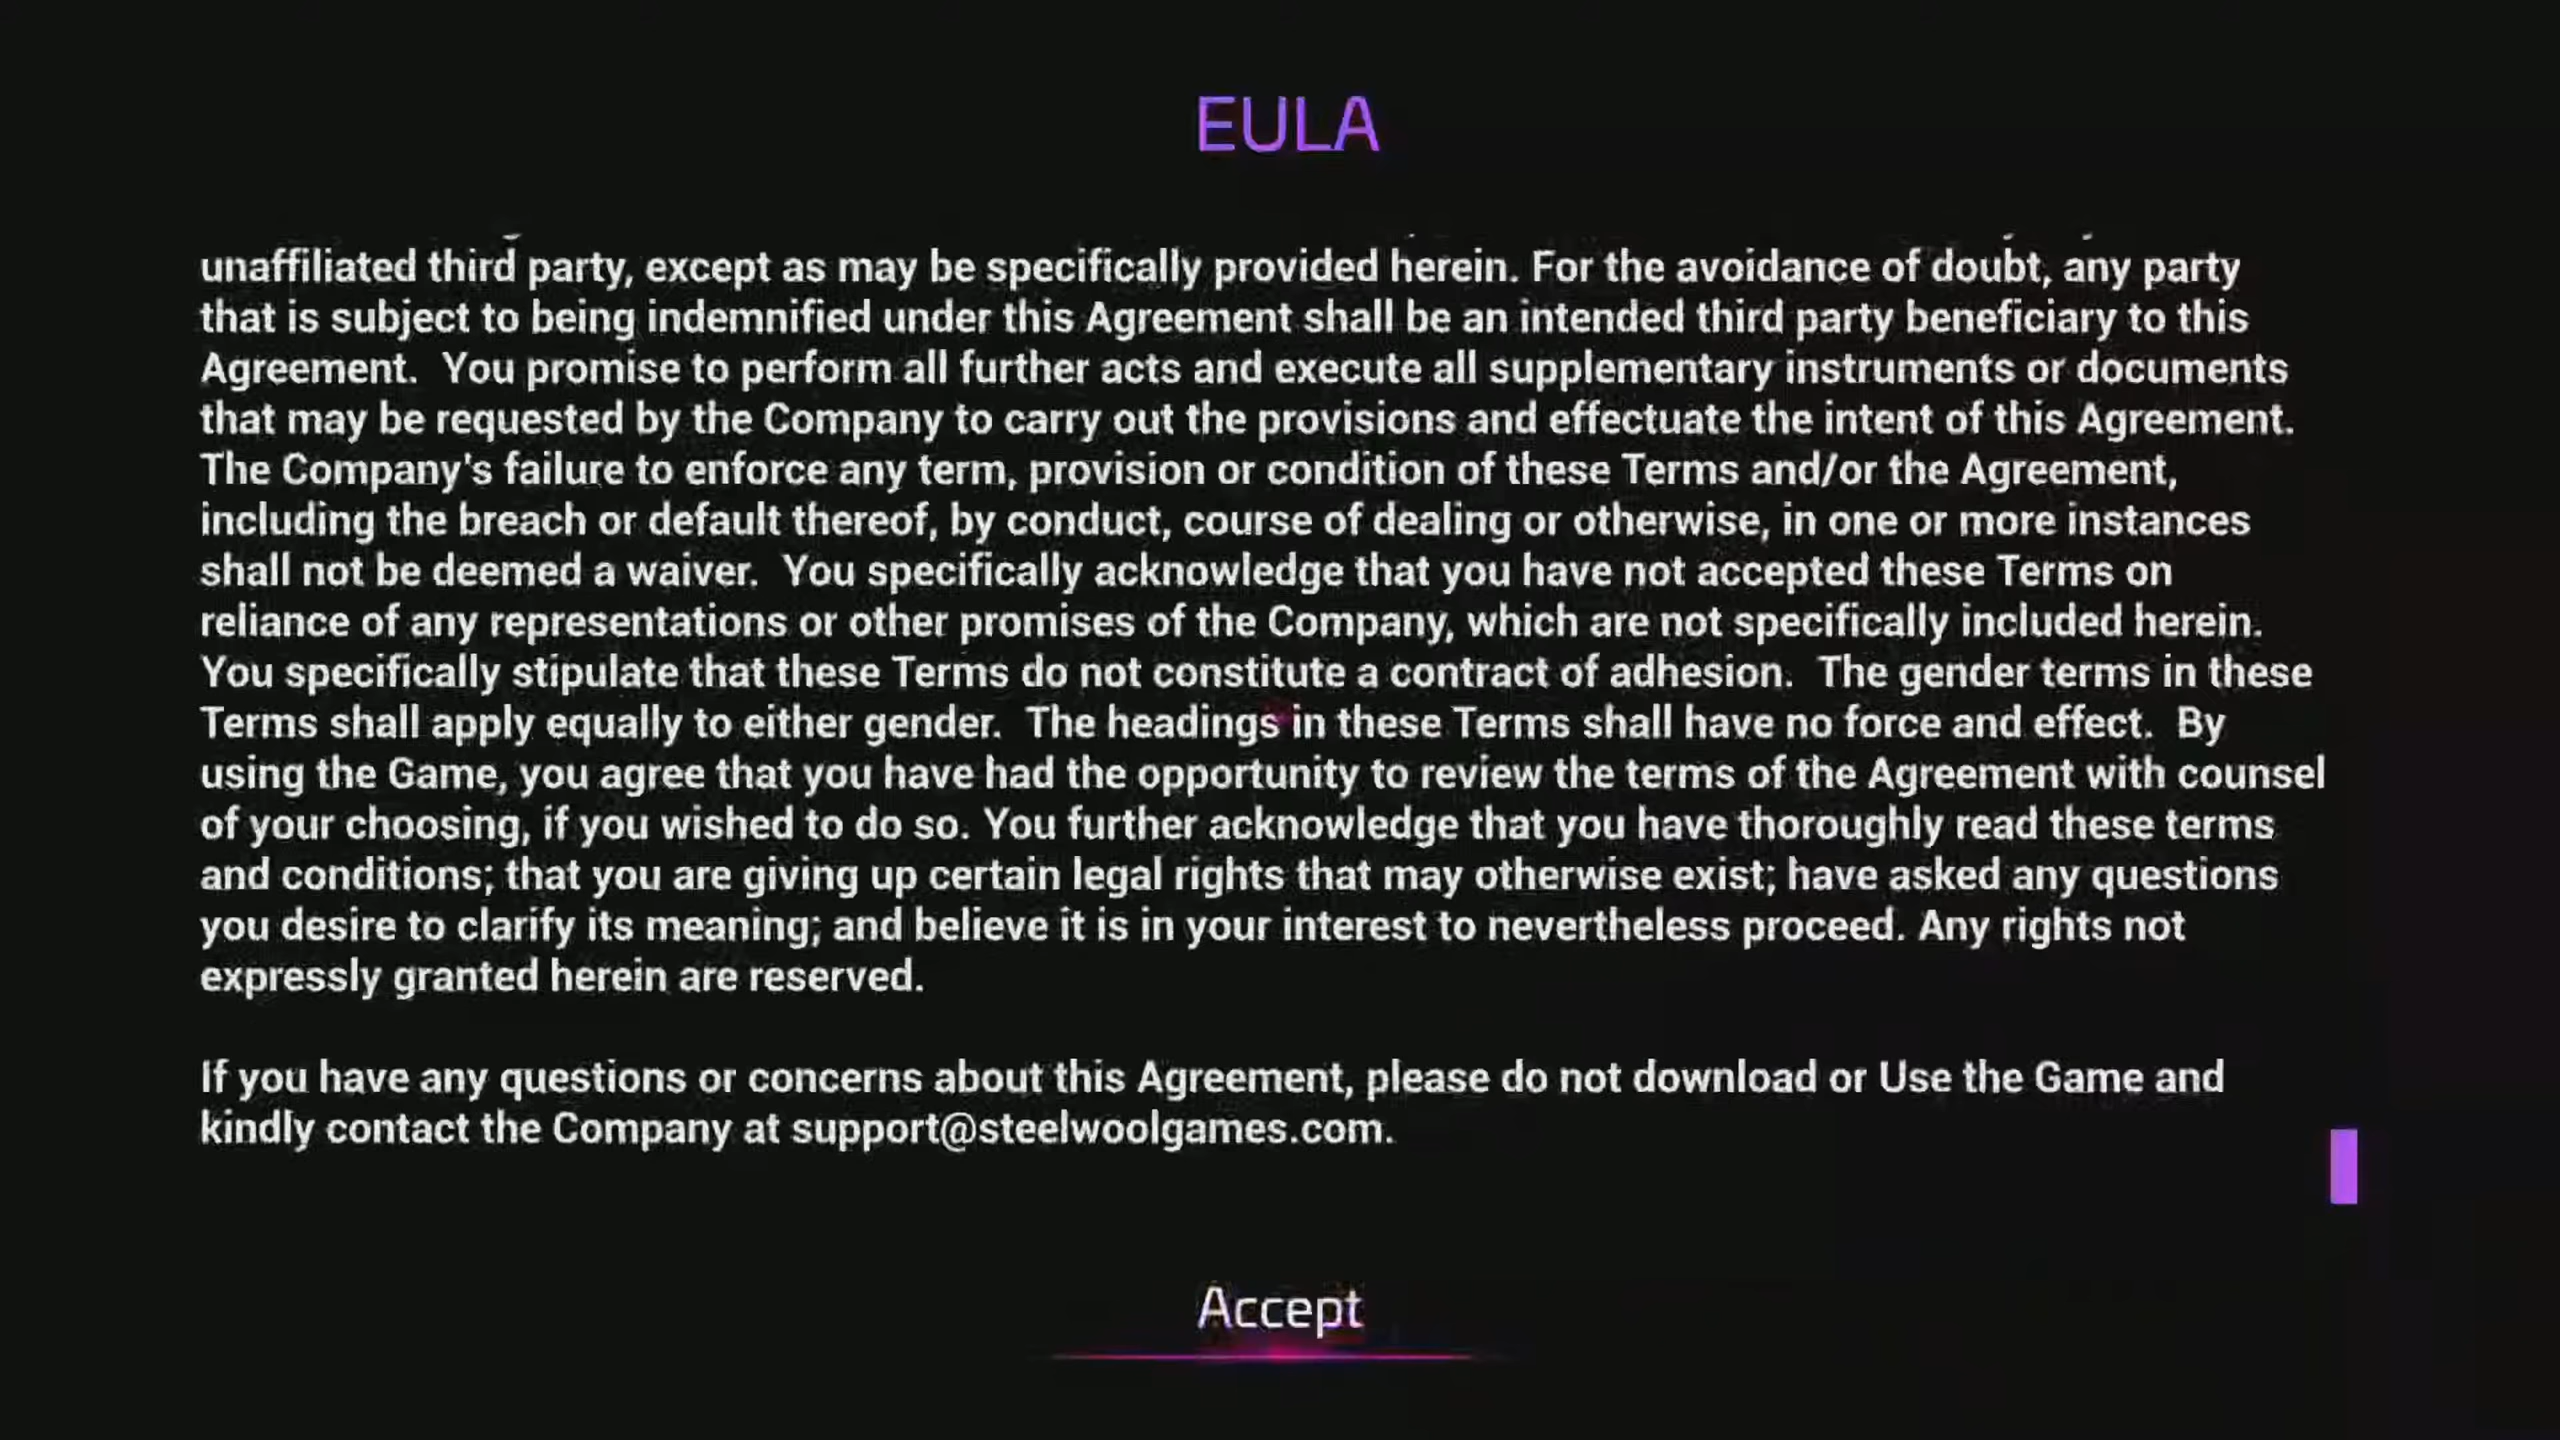 EULA
unaffiliated third party, except as may be specifically provided herein. For the avoidance of doubt, any party
that is subject to being indemnified under this Agreement shall be an intended third party beneficiary to this
Agreement.  You promise to perform all further acts and execute all supplementary instruments or documents
that may be requested by the Company to carry out the provisions and effectuate the intent of this Agreement.
The Company's failure to enforce any term, provision or condition of these Terms and/or the Agreement,
including the breach or default thereof, by conduct, course of dealing or otherwise, in one or more instances
shall not be deemed a waiver.  You specifically acknowledge that you have not accepted these Terms on
reliance of any representations or other promises of the Company, which are not specifically included herein.
You specifically stipulate that these Terms do not constitute a contract of adhesion.  The gender terms in these
Terms shall apply equally to either gender.  The headings in these Terms shall have no force and effect.  By
using the Game, you agree that you have had the opportunity to review the terms of the Agreement with counsel
of your choosing, if you wished to do so. You further acknowledge that you have thoroughly read these terms
and conditions; that you are giving up certain legal rights that may otherwise exist; have asked any questions
you desire to clarify its meaning; and believe it is in your interest to nevertheless proceed. Any rights not
expressly granted herein are reserved.
If you have any questions or concerns about this Agreement, please do not download or Use the Game and
kindly contact the Company at support@steelwoolgames.com.
Accept